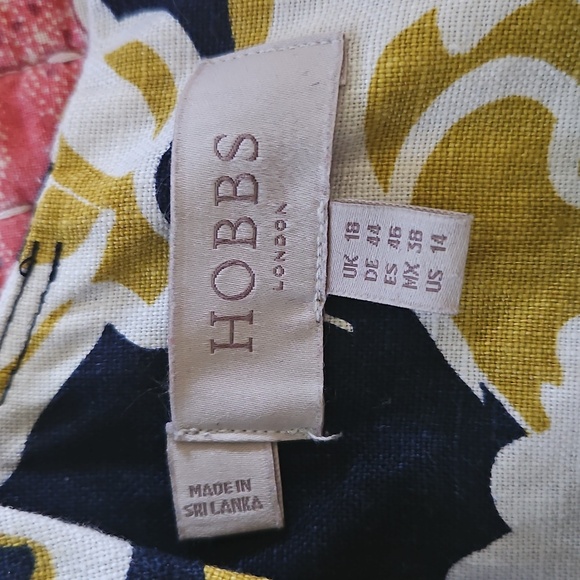 HOBBS
LONDON
UK 18
DE 44
ES 46
MX 38
US 14
MADE IN
SRI LANKA